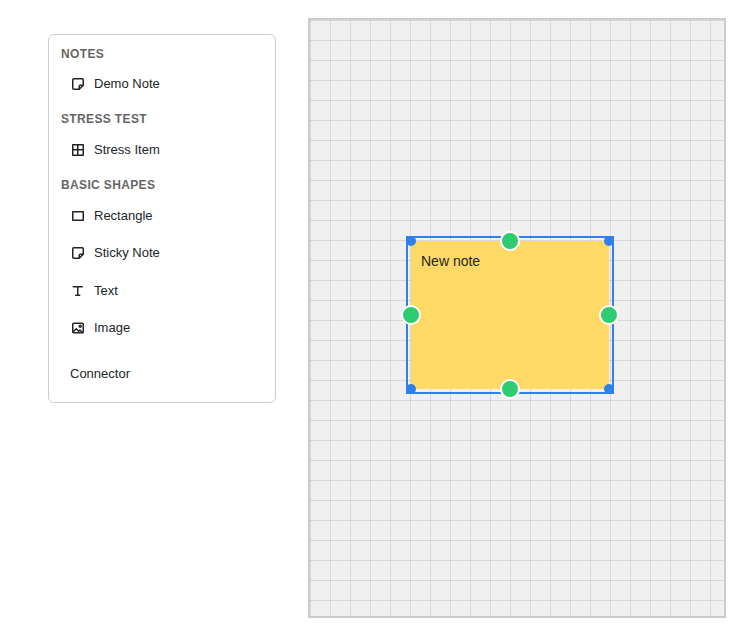 NOTES
Demo Note
STRESS TEST
Stress Item
BASIC SHAPES
Rectangle
Sticky Note
Text
Image
Connector
New note